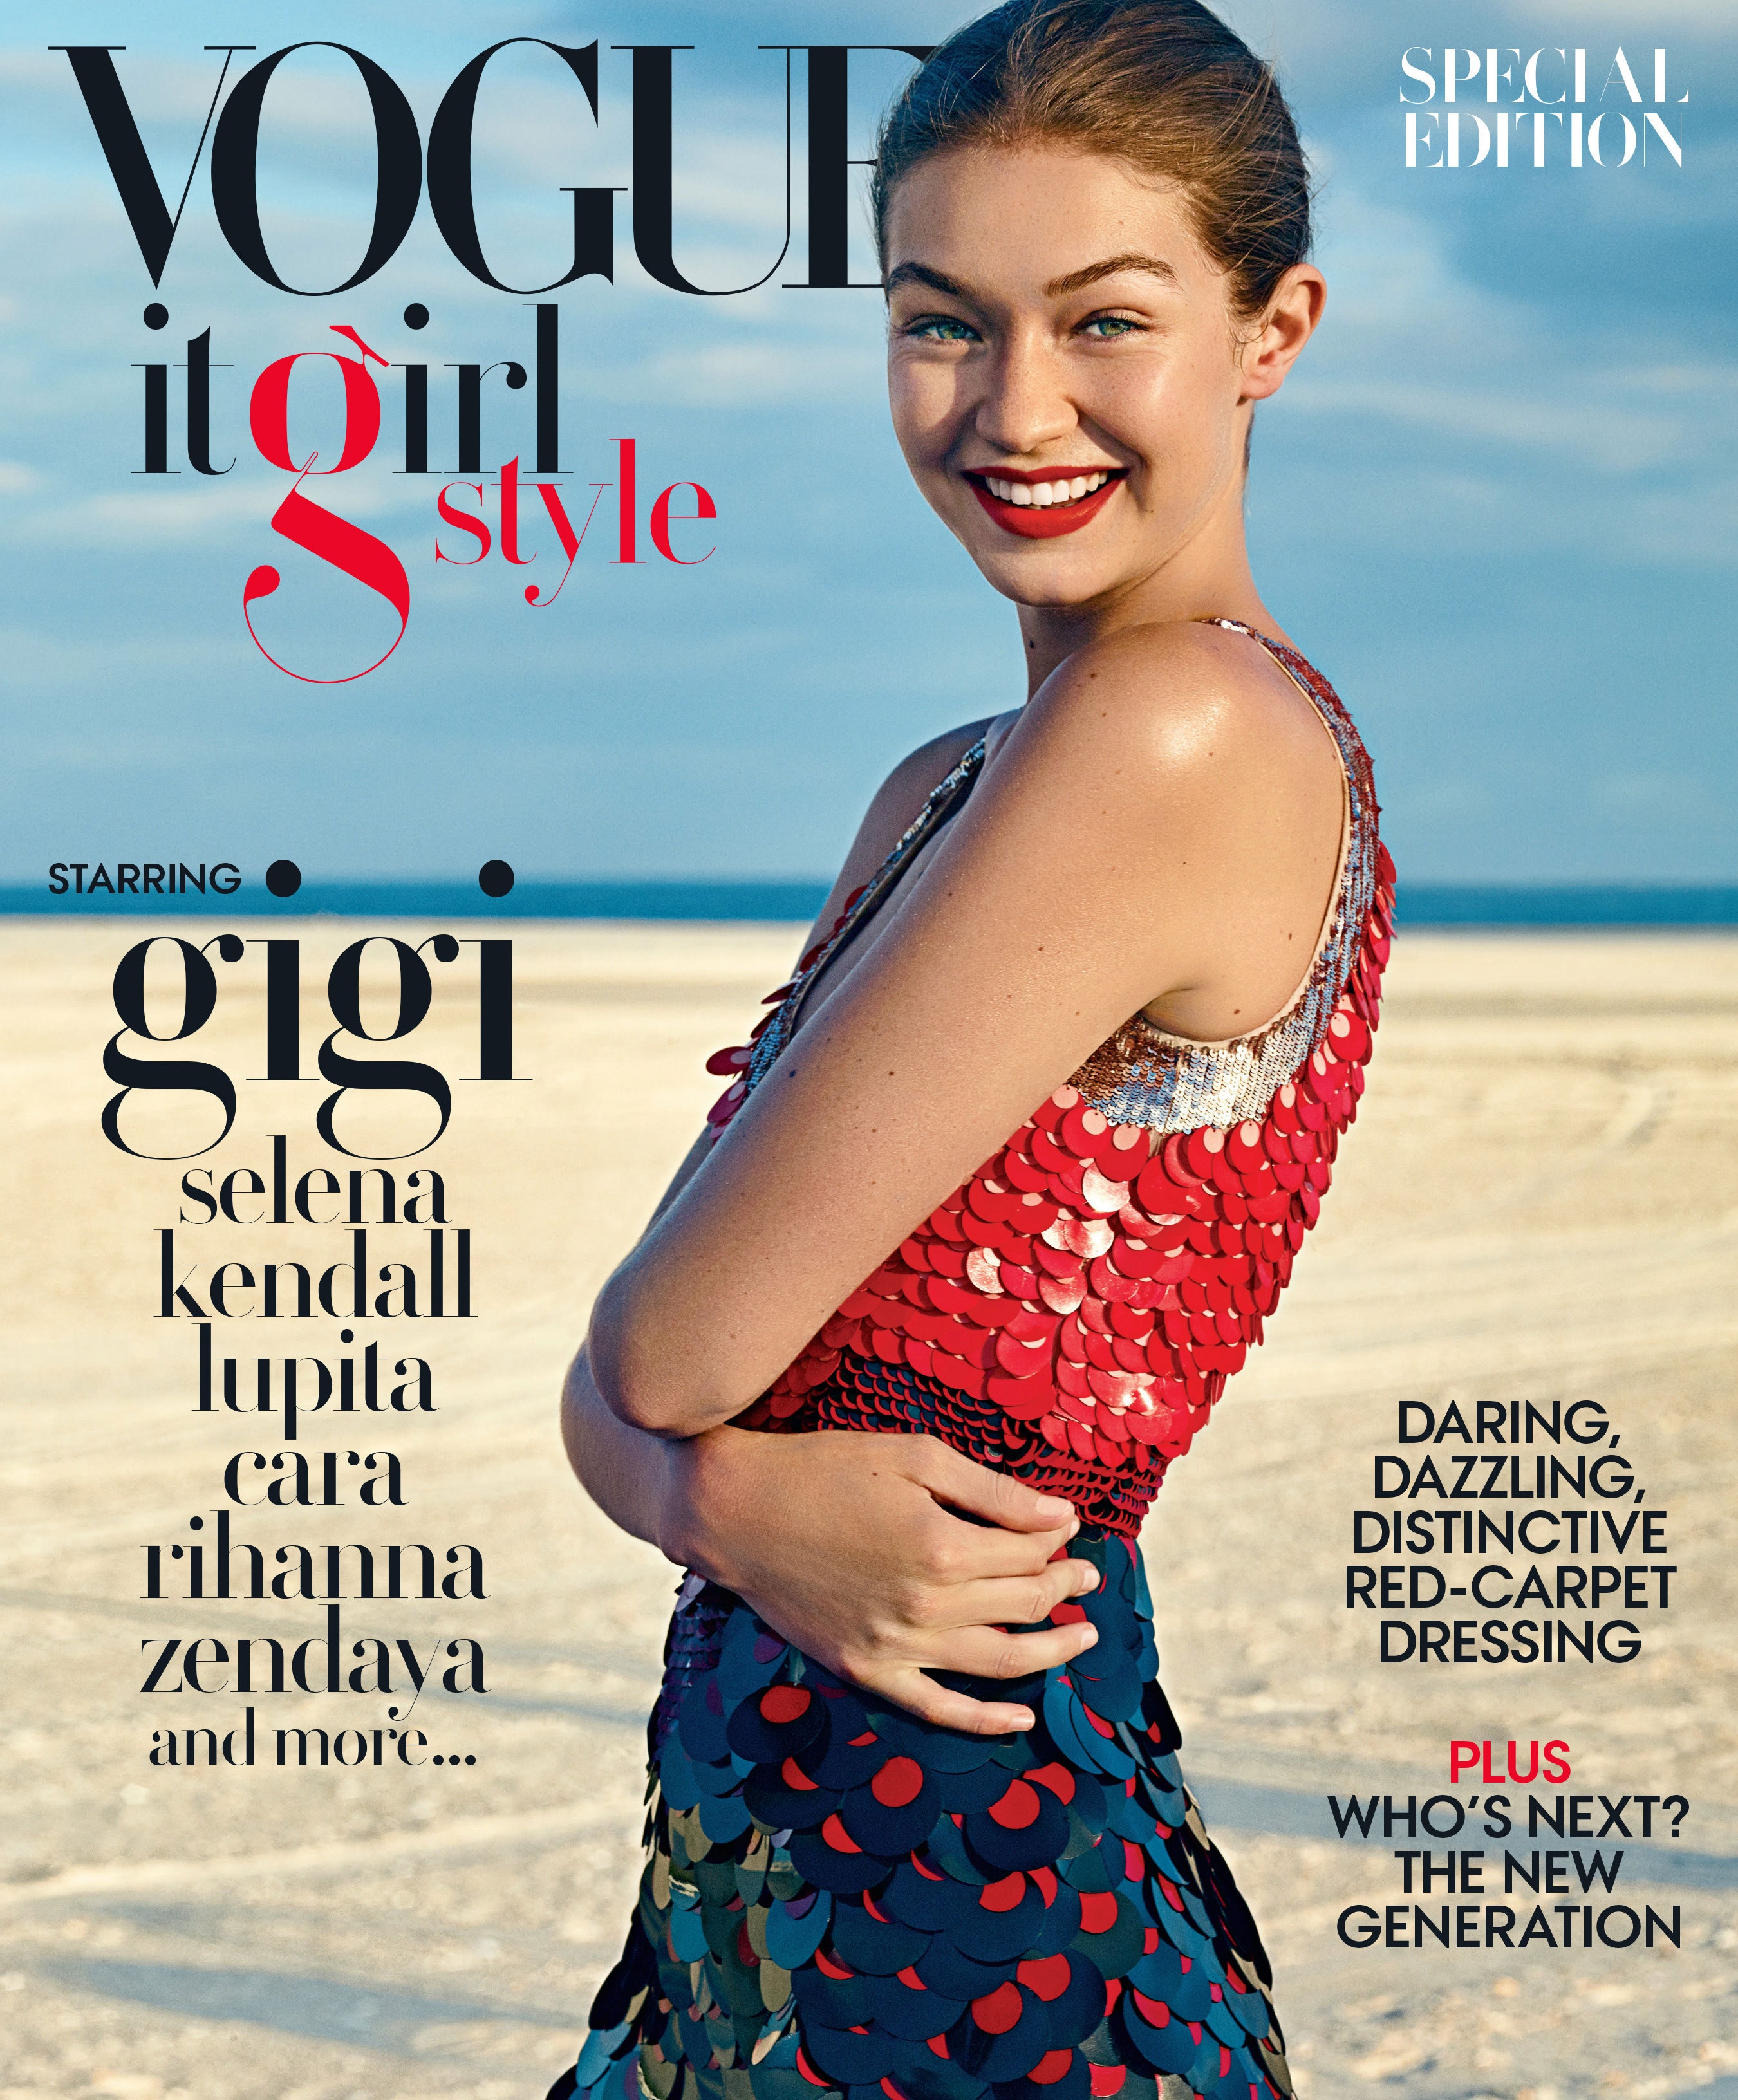 VOGUE
SPECIAL
EDITION
it girl
style
STARRING
gigi
selena
kendall
lupita
cara
rihanna
zendaya
and more...
DARING,
DAZZLING,
DISTINCTIVE
RED-CARPET
DRESSING
PLUS
WHO'S NEXT?
THE NEW
GENERATION